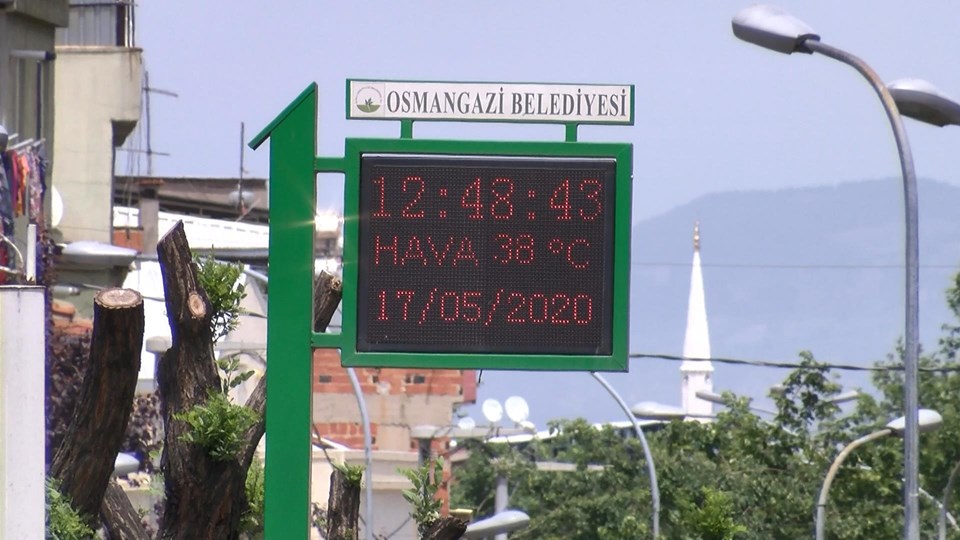 OSMANGAZİ BELEDİYESİ
12:48:43
HAVA 38 °C
17/05/2020